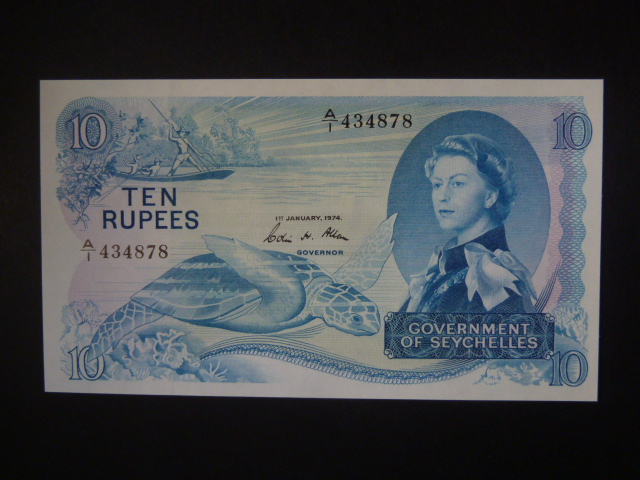 10
A/1 434878
10
TEN
RUPEES
A/1 434878
1ST JANUARY, 1974.
Colin H. Allan
GOVERNOR
GOVERNMENT
OF SEYCHELLES
10
10